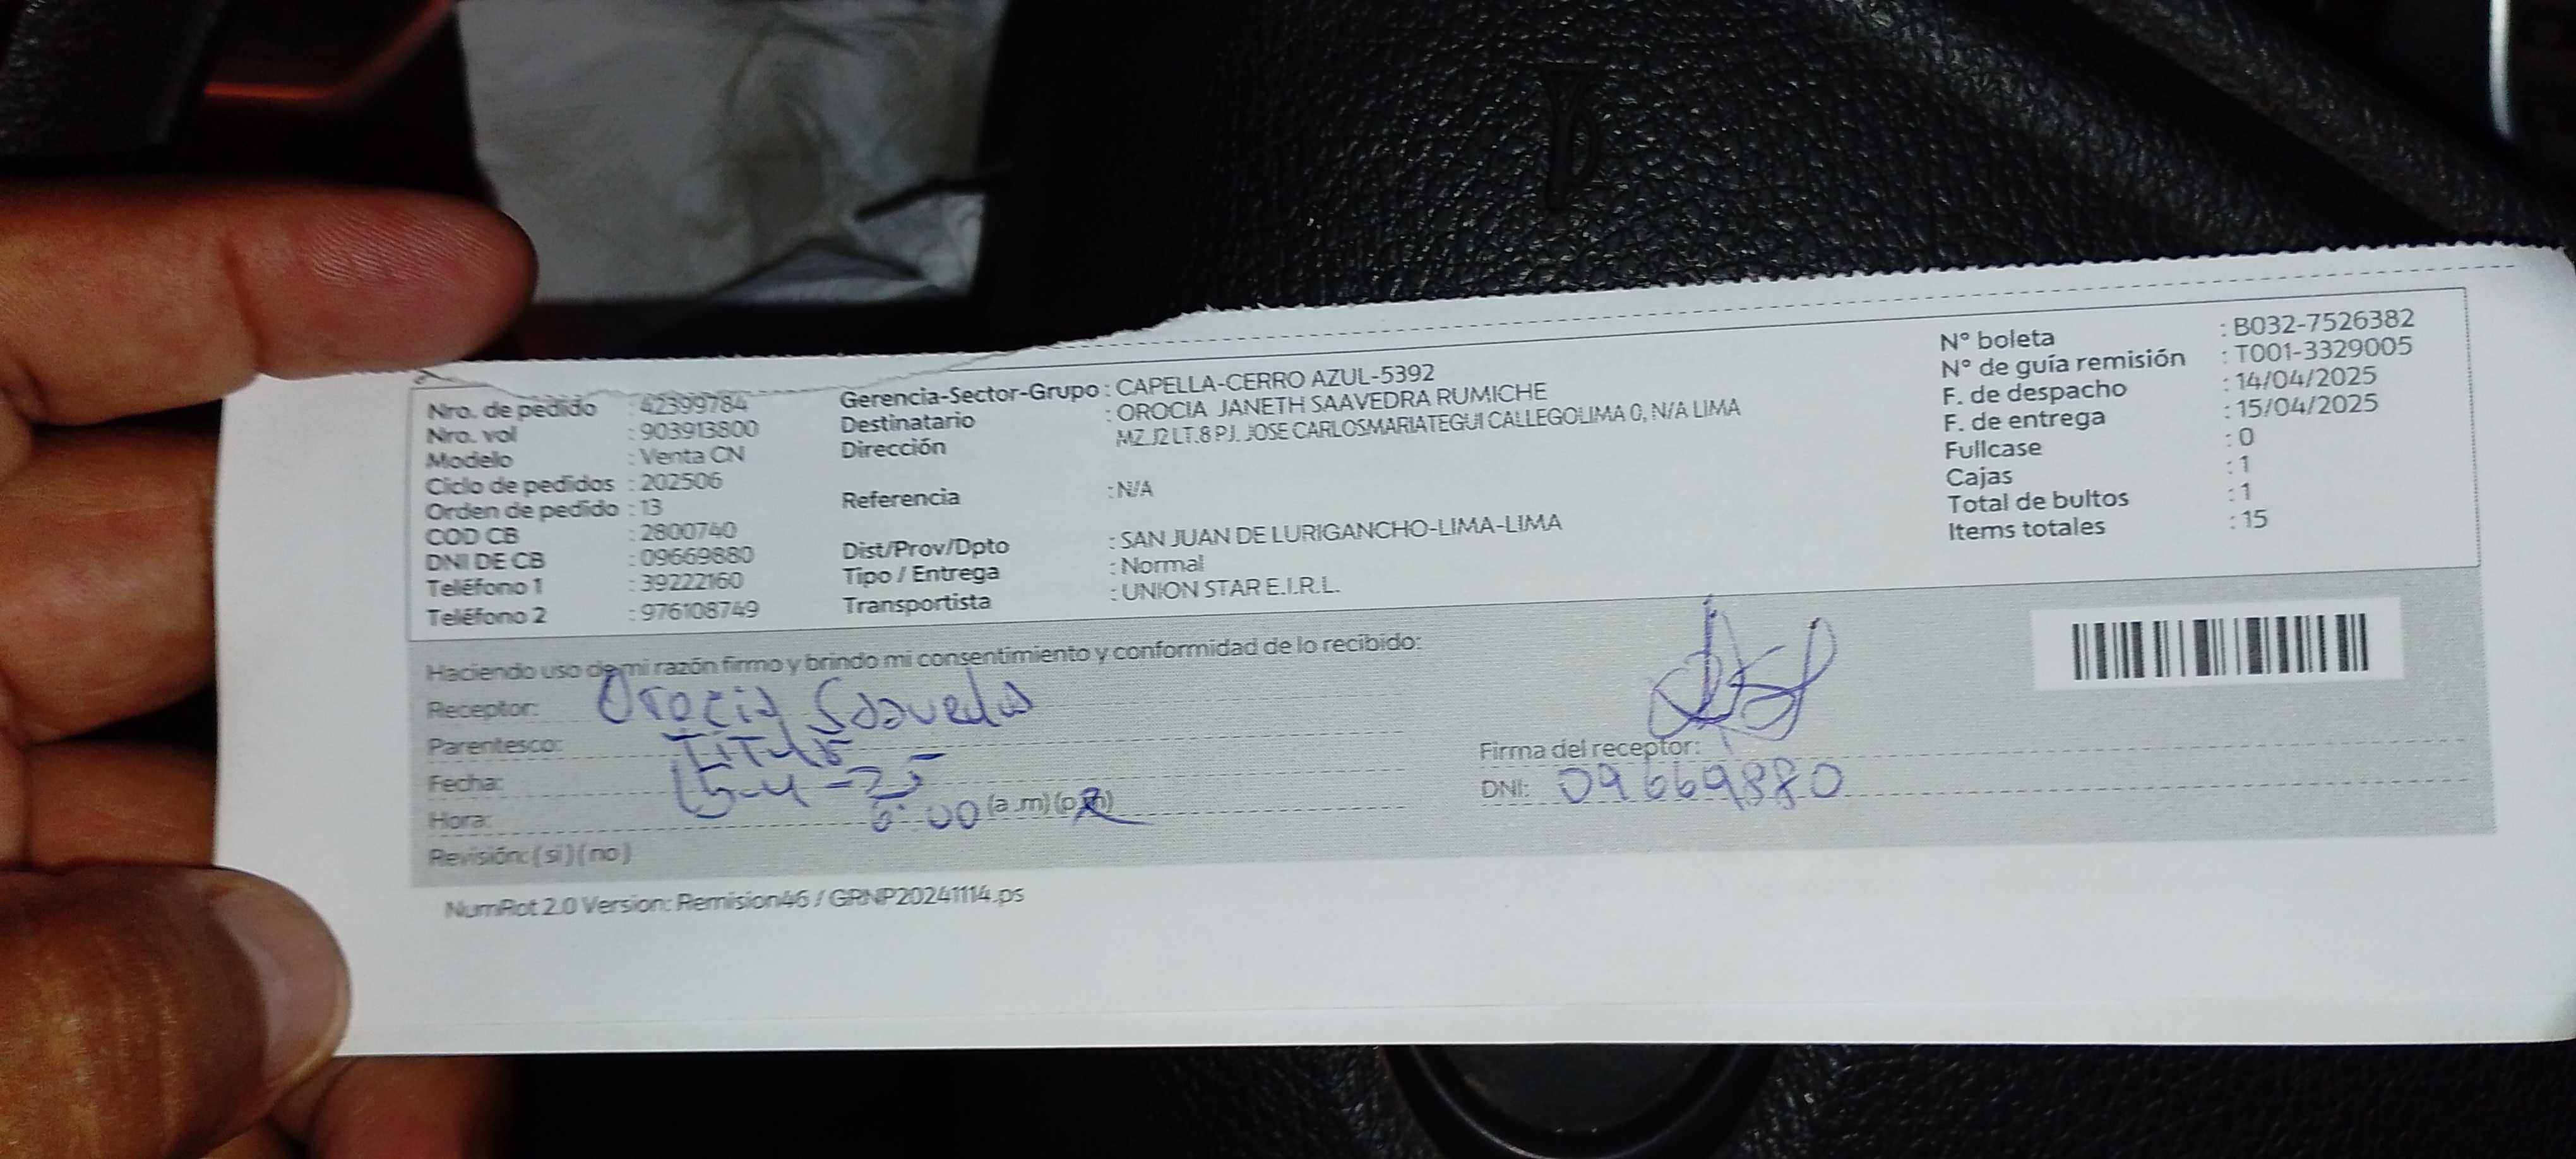 Nro. de pedido : 42399784
Nro. vol : 903913800
Modelo : Venta CN
Ciclo de pedidos : 202506
Orden de pedido : 13
COD CB : 2800740
DNI DE CB : 09669880
Teléfono 1 : 39222160
Teléfono 2 : 976108749
Gerencia-Sector-Grupo : CAPELLA-CERRO AZUL-5392
Destinatario : OROCIA JANETH SAAVEDRA RUMICHE
Dirección MZ J2 LT.8 PJ. JOSE CARLOSMARIATEGUI CALLEGOLIMA 0, N/A LIMA
Referencia : N/A
Dist/Prov/Dpto : SAN JUAN DE LURIGANCHO-LIMA-LIMA
Tipo / Entrega : Normal
Transportista : UNION STAR E.I.R.L.
N° boleta : B032-7526382
N° de guía remisión : T001-3329005
F. de despacho : 14/04/2025
F. de entrega : 15/04/2025
Fullcase : 0
Cajas : 1
Total de bultos : 1
Items totales : 15
Haciendo uso de mi razón firmo y brindo mi consentimiento y conformidad de lo recibido:
Receptor: Orocia Saavedra
Parentesco: Titular
Fecha: 15-4-25
Hora: 6:00 (a.m) (p.m)
Revisión: (si) (no)
Firma del receptor:
DNI: 09669880
NumRot 2.0 Version: Remision46 / GRNP20241114.ps